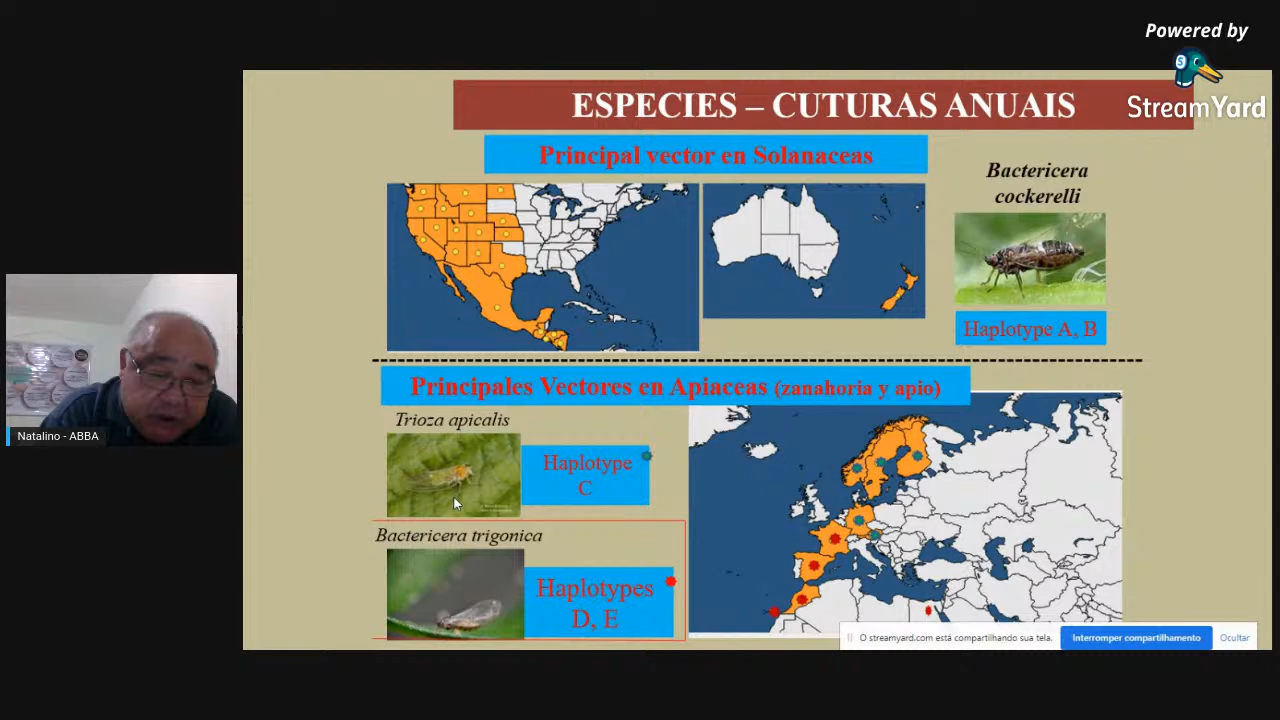 Powered by
StreamYard
ESPECIES – CUTURAS ANUAIS
Principal vector en Solanaceas
Bactericera
cockerelli
Haplotype A, B
Principales Vectores en Apiaceas (zanahoria y apio)
Trioza apicalis
Haplotype
C
Natalino - ABBA
Bactericera trigonica
Haplotypes
D, E
O streamyard.com está compartilhando sua tela.
Interromper compartilhamento
Ocultar